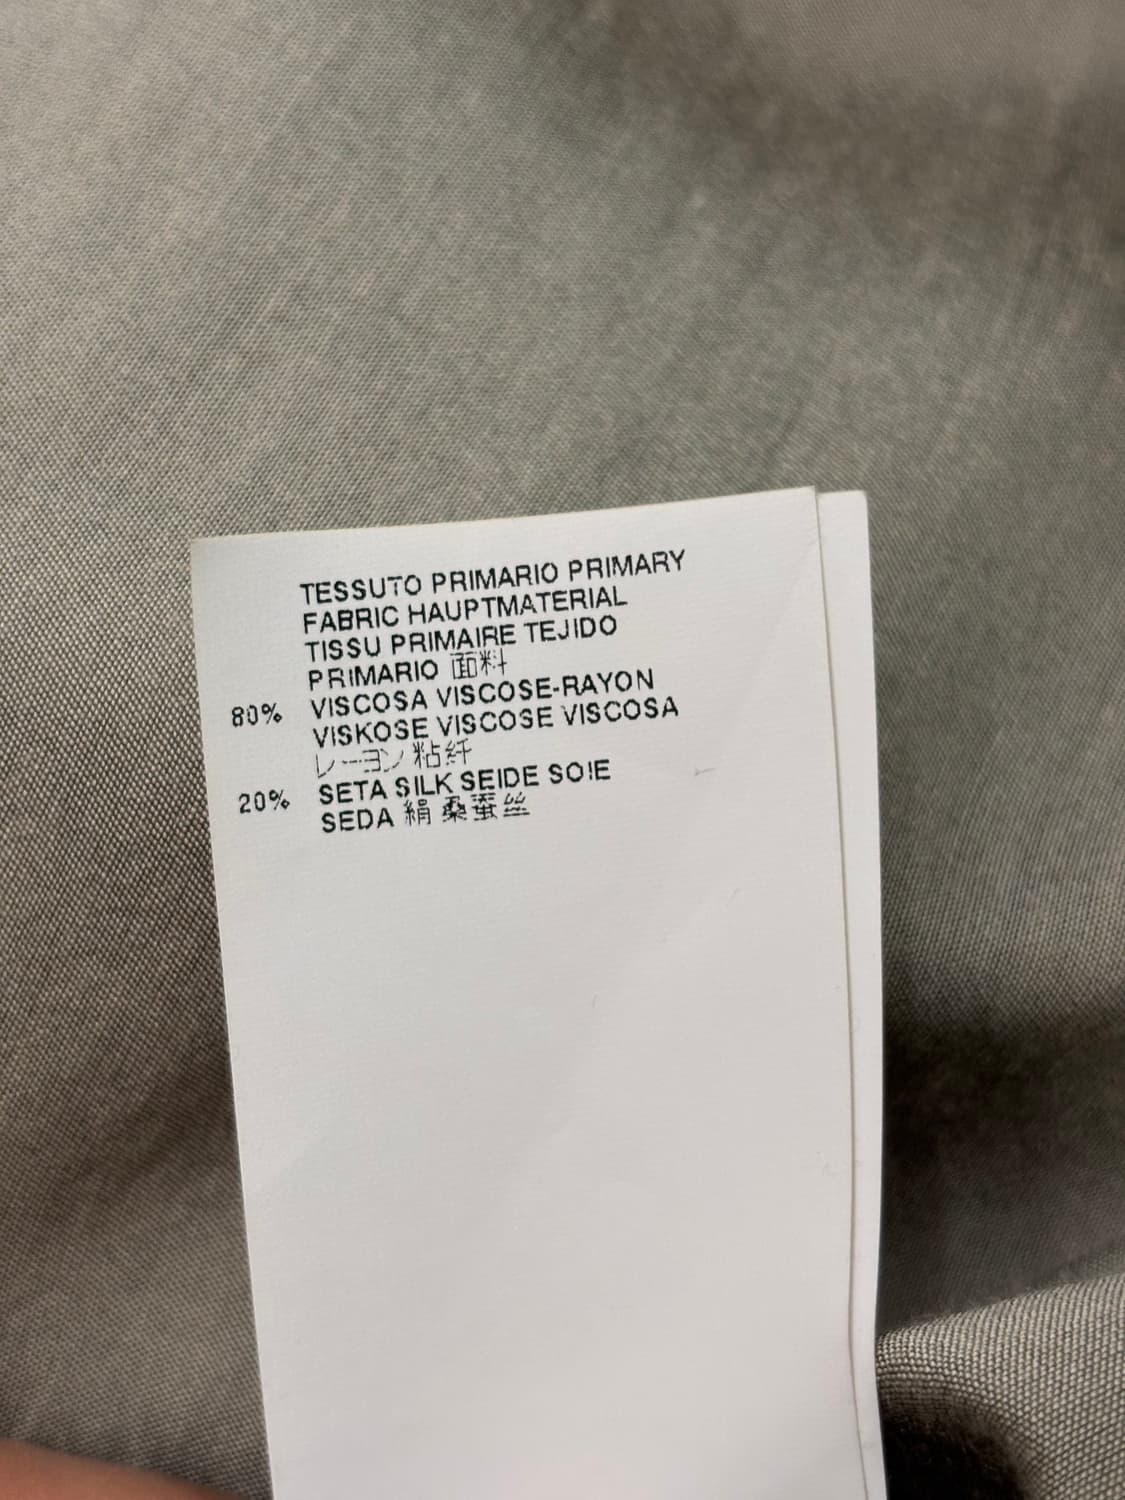 TESSUTO PRIMARIO PRIMARY
FABRIC HAUPTMATERIAL
TISSU PRIMAIRE TEJIDO
PRIMARIO 面料
80% VISCOSA VISCOSE-RAYON
VISKOSE VISCOSE VISCOSA
レーヨン 粘纤
20% SETA SILK SEIDE SOIE
SEDA 絹 桑蚕丝